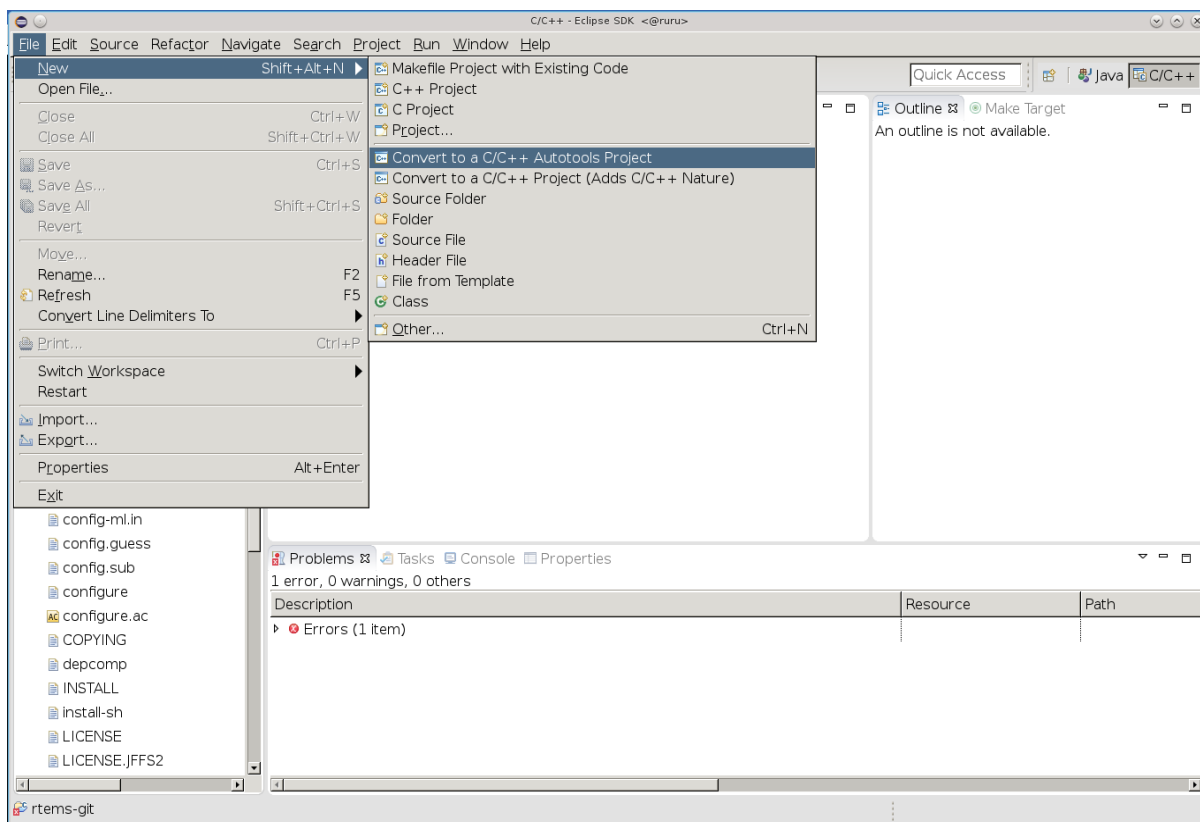 C/C++ - Eclipse SDK <@ruru>
File Edit Source Refactor Navigate Search Project Run Window Help
Quick Access Java C/C++
New Shift+Alt+N
Open File...
Close Ctrl+W
Close All Shift+Ctrl+W
Save Ctrl+S
Save As...
Save All Shift+Ctrl+S
Revert
Move...
Rename... F2
Refresh F5
Convert Line Delimiters To
Print... Ctrl+P
Switch Workspace
Restart
Import...
Export...
Properties Alt+Enter
Exit
Makefile Project with Existing Code
C++ Project
C Project
Project...
Convert to a C/C++ Autotools Project
Convert to a C/C++ Project (Adds C/C++ Nature)
Source Folder
Folder
Source File
Header File
File from Template
Class
Other... Ctrl+N
Outline Make Target
An outline is not available.
config-ml.in
config.guess
config.sub
configure
configure.ac
COPYING
depcomp
INSTALL
install-sh
LICENSE
LICENSE.JFFS2
Problems Tasks Console Properties
1 error, 0 warnings, 0 others
Description Resource Path
Errors (1 item)
rtems-git